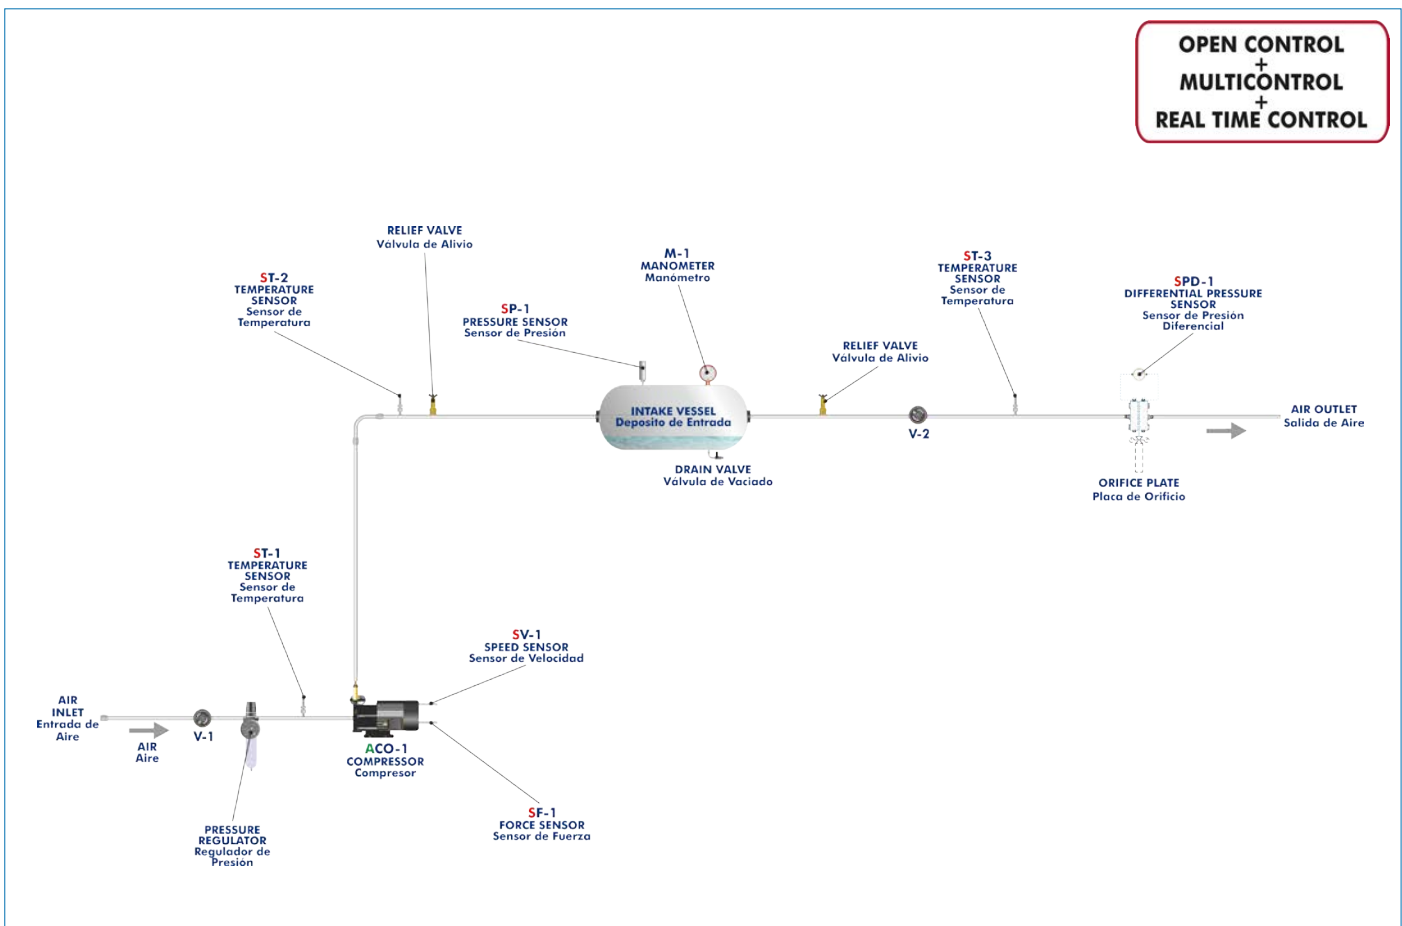 OPEN CONTROL
+
MULTICONTROL
+
REAL TIME CONTROL
RELIEF VALVE
Válvula de Alivio
ST-2
TEMPERATURE
SENSOR
Sensor de
Temperatura
SP-1
PRESSURE SENSOR
Sensor de Presión
M-1
MANOMETER
Manómetro
ST-3
TEMPERATURE
SENSOR
Sensor de
Temperatura
SPD-1
DIFFERENTIAL PRESSURE
SENSOR
Sensor de Presión
Diferencial
RELIEF VALVE
Válvula de Alivio
INTAKE VESSEL
Deposito de Entrada
V-2
AIR OUTLET
Salida de Aire
DRAIN VALVE
Válvula de Vaciado
ORIFICE PLATE
Placa de Orificio
ST-1
TEMPERATURE
SENSOR
Sensor de
Temperatura
SV-1
SPEED SENSOR
Sensor de Velocidad
AIR
INLET
Entrada de
Aire
AIR
Aire
V-1
ACO-1
COMPRESSOR
Compresor
SF-1
FORCE SENSOR
Sensor de Fuerza
PRESSURE
REGULATOR
Regulador de
Presión